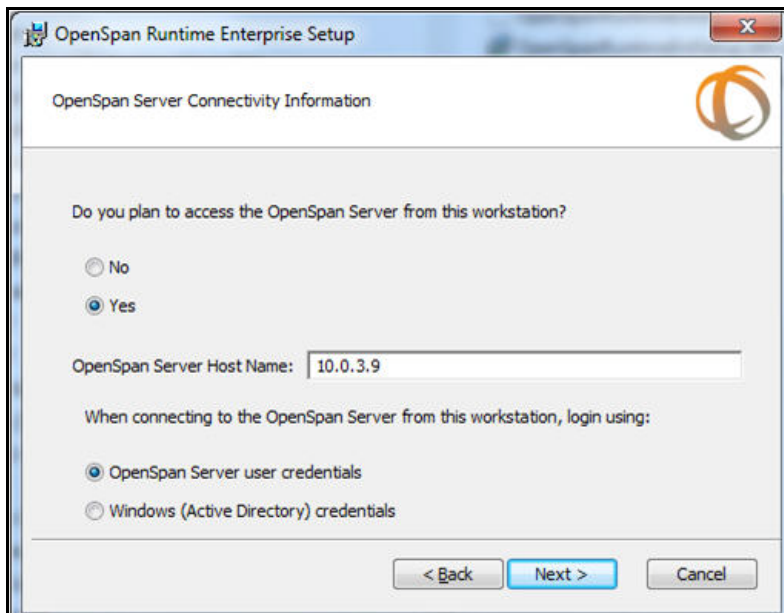 OpenSpan Runtime Enterprise Setup
OpenSpan Server Connectivity Information
Do you plan to access the OpenSpan Server from this workstation?
No
Yes
OpenSpan Server Host Name: 10.0.3.9
When connecting to the OpenSpan Server from this workstation, login using:
OpenSpan Server user credentials
Windows (Active Directory) credentials
< Back Next > Cancel